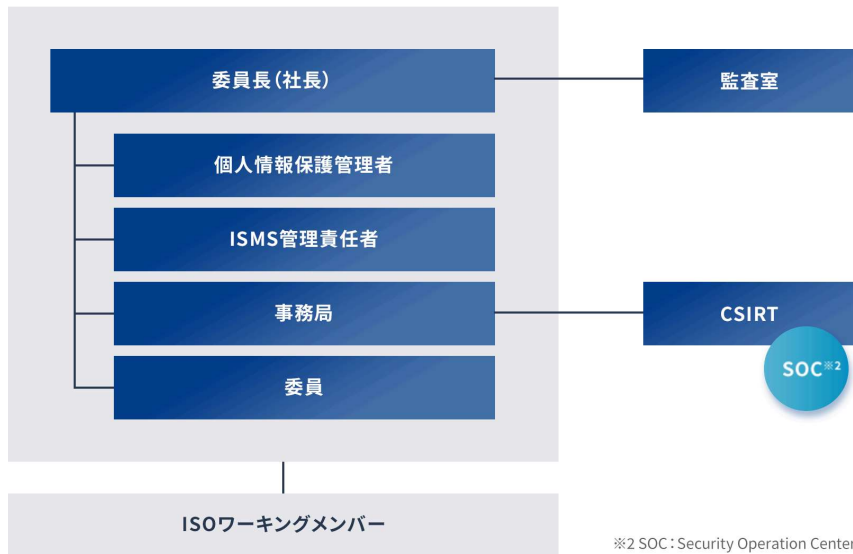 委員長（社長）
監査室
個人情報保護管理者
ISMS管理責任者
事務局
CSIRT
SOC※2
委員
ISOワーキングメンバー
※2 SOC：Security Operation Center